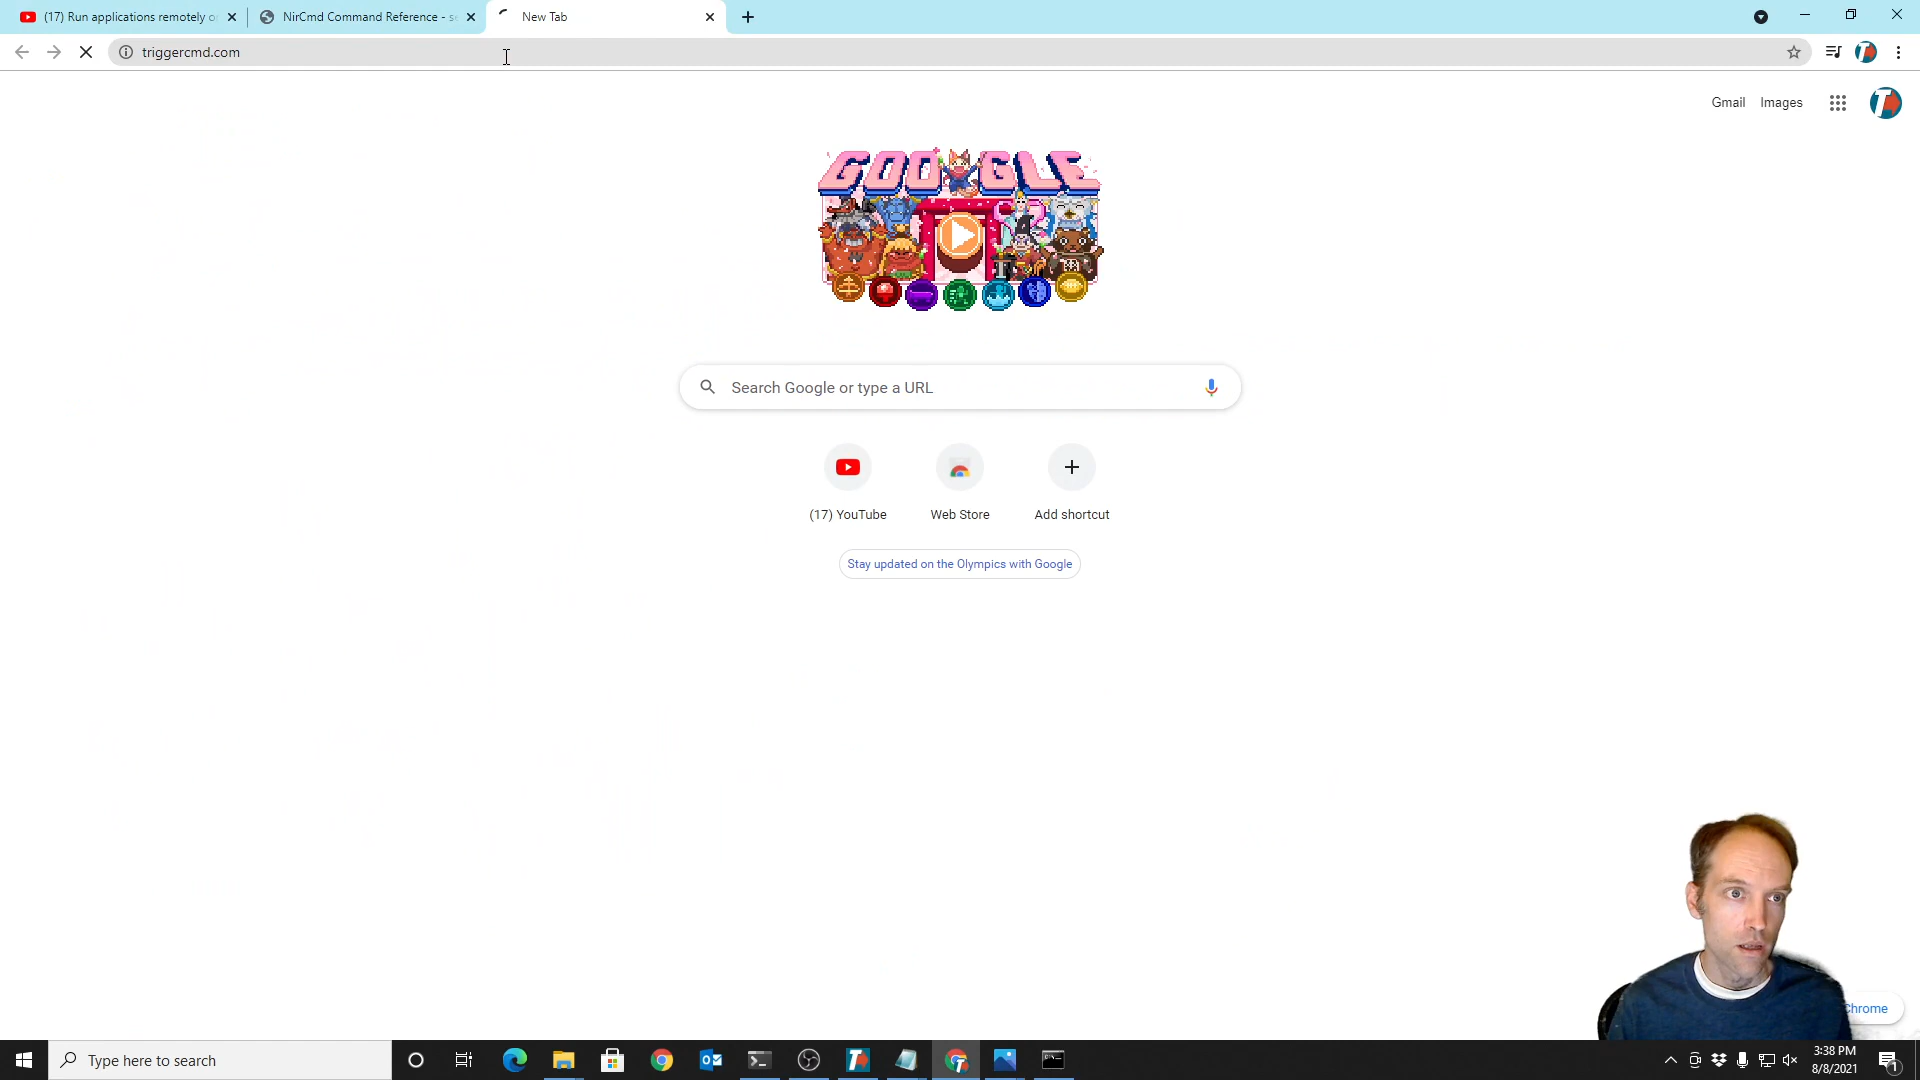 (17) Run applications remotely o
NirCmd Command Reference - s
New Tab
triggercmd.com
Gmail
Images
GOOGLE
Search Google or type a URL
(17) YouTube
Web Store
Add shortcut
Stay updated on the Olympics with Google
Chrome
Type here to search
3:38 PM
8/8/2021
1